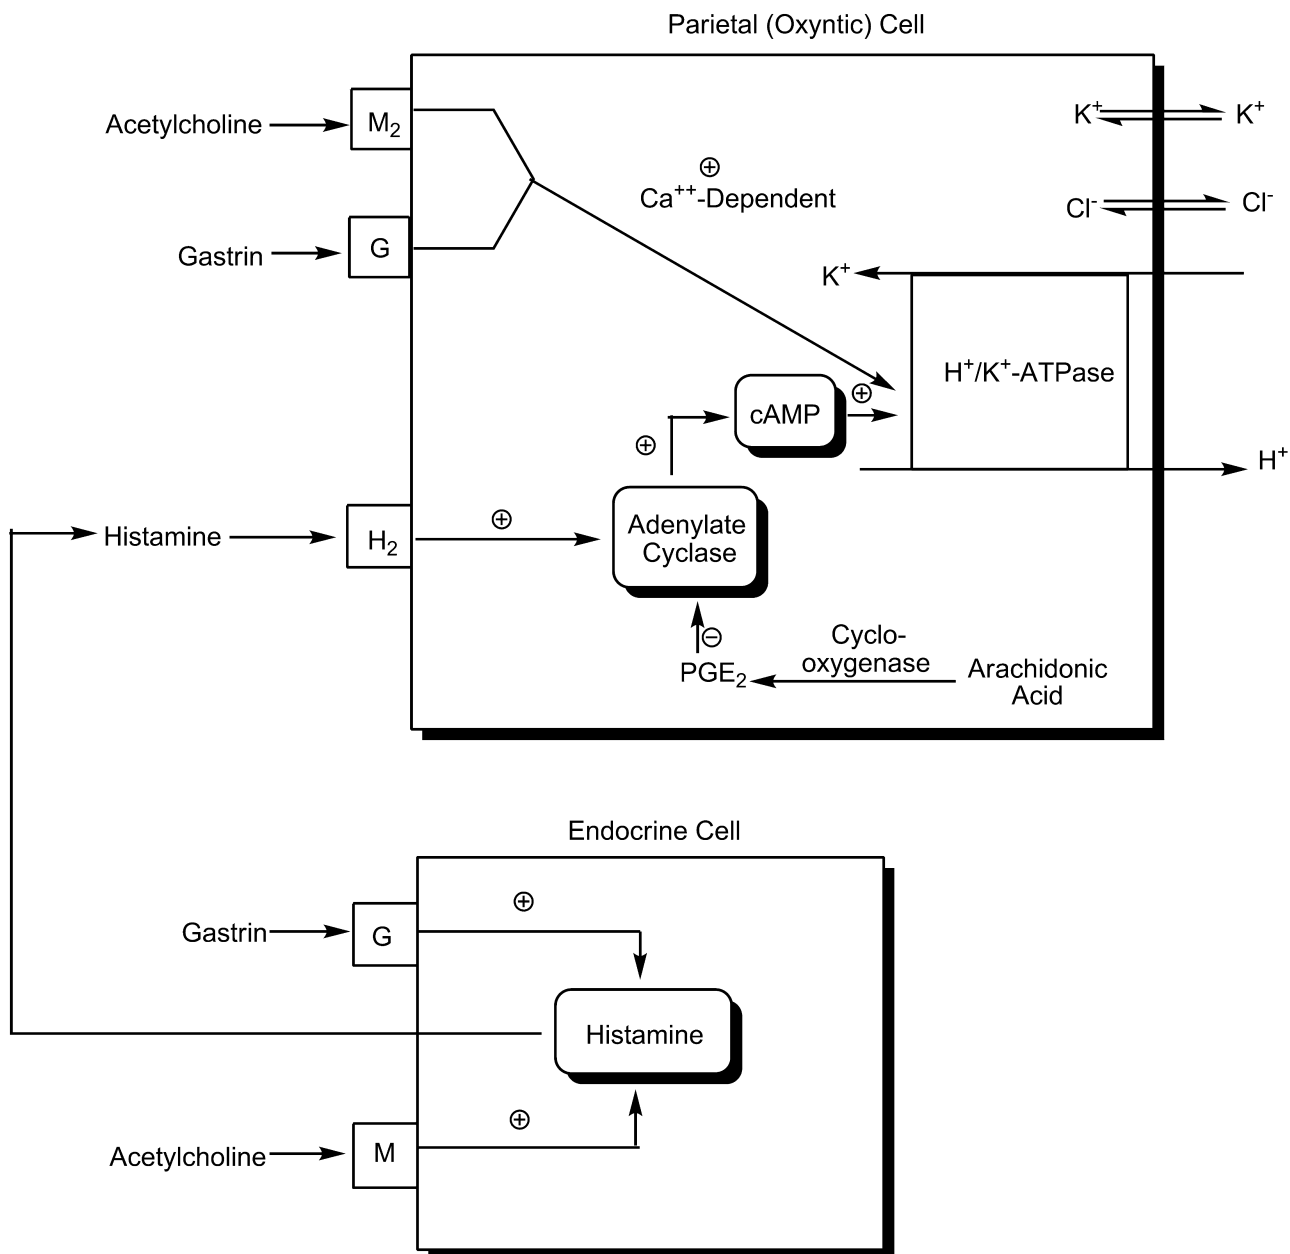 Parietal (Oxyntic) Cell
Acetylcholine
M₂
K⁺
K⁺
⊕
Ca⁺⁺-Dependent
Cl⁻
Cl⁻
Gastrin
G
K⁺
H⁺/K⁺-ATPase
cAMP
⊕
⊕
H⁺
Histamine
H₂
⊕
Adenylate
Cyclase
⊖
PGE₂
Cyclo-
oxygenase
Arachidonic
Acid
Endocrine Cell
⊕
Gastrin
G
Histamine
⊕
Acetylcholine
M